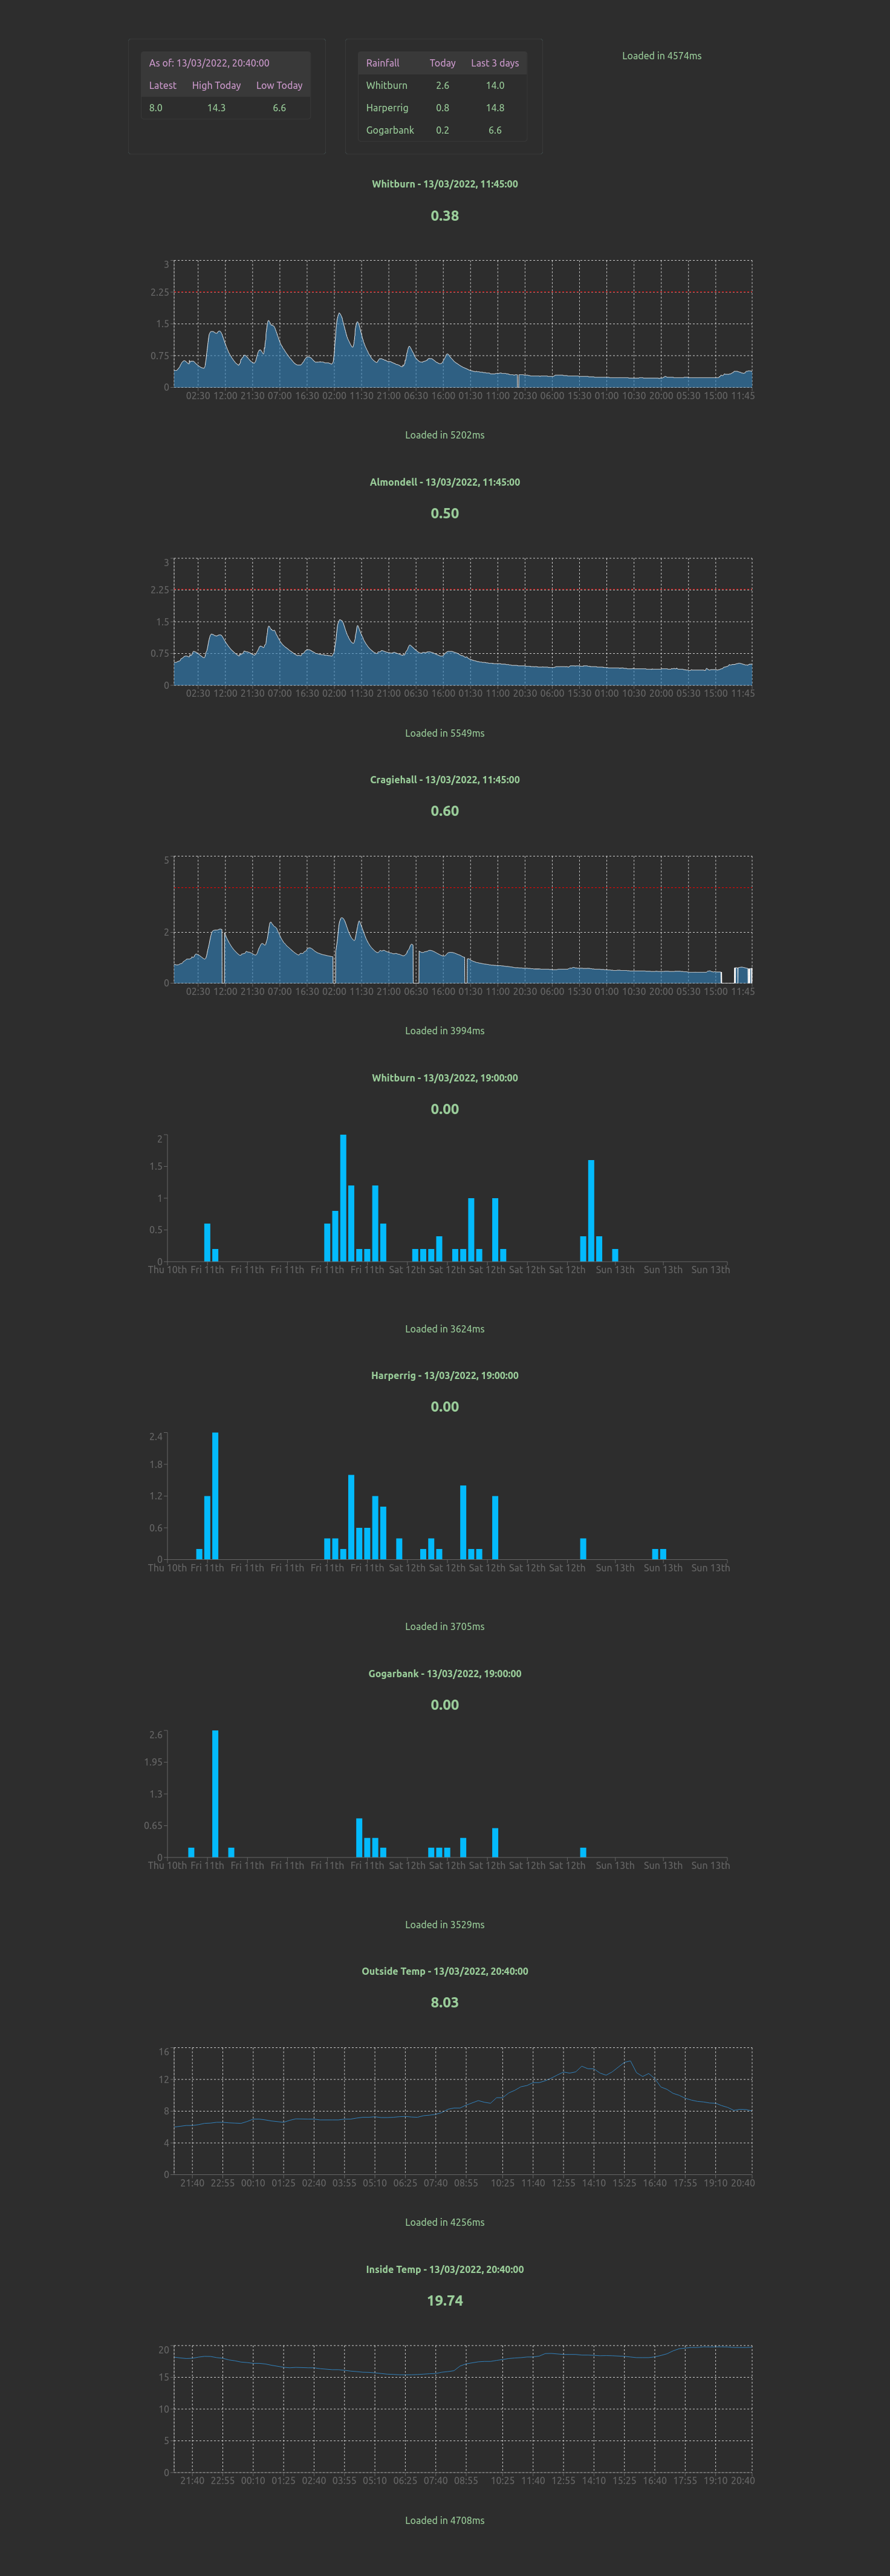 As of: 13/03/2022, 20:40:00
Latest High Today Low Today
8.0 14.3 6.6
Rainfall Today Last 3 days
Whitburn 2.6 14.0
Harperrig 0.8 14.8
Gogarbank 0.2 6.6
Loaded in 4574ms
Whitburn - 13/03/2022, 11:45:00
0.38
3
2.25
1.5
0.75
0
02:30 12:00 21:30 07:00 16:30 02:00 11:30 21:00 06:30 16:00 01:30 11:00 20:30 06:00 15:30 01:00 10:30 20:00 05:30 15:00 11:45
Loaded in 5202ms
Almondell - 13/03/2022, 11:45:00
0.50
3
2.25
1.5
0.75
0
02:30 12:00 21:30 07:00 16:30 02:00 11:30 21:00 06:30 16:00 01:30 11:00 20:30 06:00 15:30 01:00 10:30 20:00 05:30 15:00 11:45
Loaded in 5549ms
Cragiehall - 13/03/2022, 11:45:00
0.60
5
2
0
02:30 12:00 21:30 07:00 16:30 02:00 11:30 21:00 06:30 16:00 01:30 11:00 20:30 06:00 15:30 01:00 10:30 20:00 05:30 15:00 11:45
Loaded in 3994ms
Whitburn - 13/03/2022, 19:00:00
0.00
2
1.5
1
0.5
0
Thu 10th Fri 11th Fri 11th Fri 11th Fri 11th Fri 11th Sat 12th Sat 12th Sat 12th Sat 12th Sat 12th Sun 13th Sun 13th Sun 13th
Loaded in 3624ms
Harperrig - 13/03/2022, 19:00:00
0.00
2.4
1.8
1.2
0.6
0
Thu 10th Fri 11th Fri 11th Fri 11th Fri 11th Fri 11th Sat 12th Sat 12th Sat 12th Sat 12th Sat 12th Sun 13th Sun 13th Sun 13th
Loaded in 3705ms
Gogarbank - 13/03/2022, 19:00:00
0.00
2.6
1.95
1.3
0.65
0
Thu 10th Fri 11th Fri 11th Fri 11th Fri 11th Fri 11th Sat 12th Sat 12th Sat 12th Sat 12th Sat 12th Sun 13th Sun 13th Sun 13th
Loaded in 3529ms
Outside Temp - 13/03/2022, 20:40:00
8.03
16
12
8
4
0
21:40 22:55 00:10 01:25 02:40 03:55 05:10 06:25 07:40 08:55 10:25 11:40 12:55 14:10 15:25 16:40 17:55 19:10 20:40
Loaded in 4256ms
Inside Temp - 13/03/2022, 20:40:00
19.74
20
15
10
5
0
21:40 22:55 00:10 01:25 02:40 03:55 05:10 06:25 07:40 08:55 10:25 11:40 12:55 14:10 15:25 16:40 17:55 19:10 20:40
Loaded in 4708ms